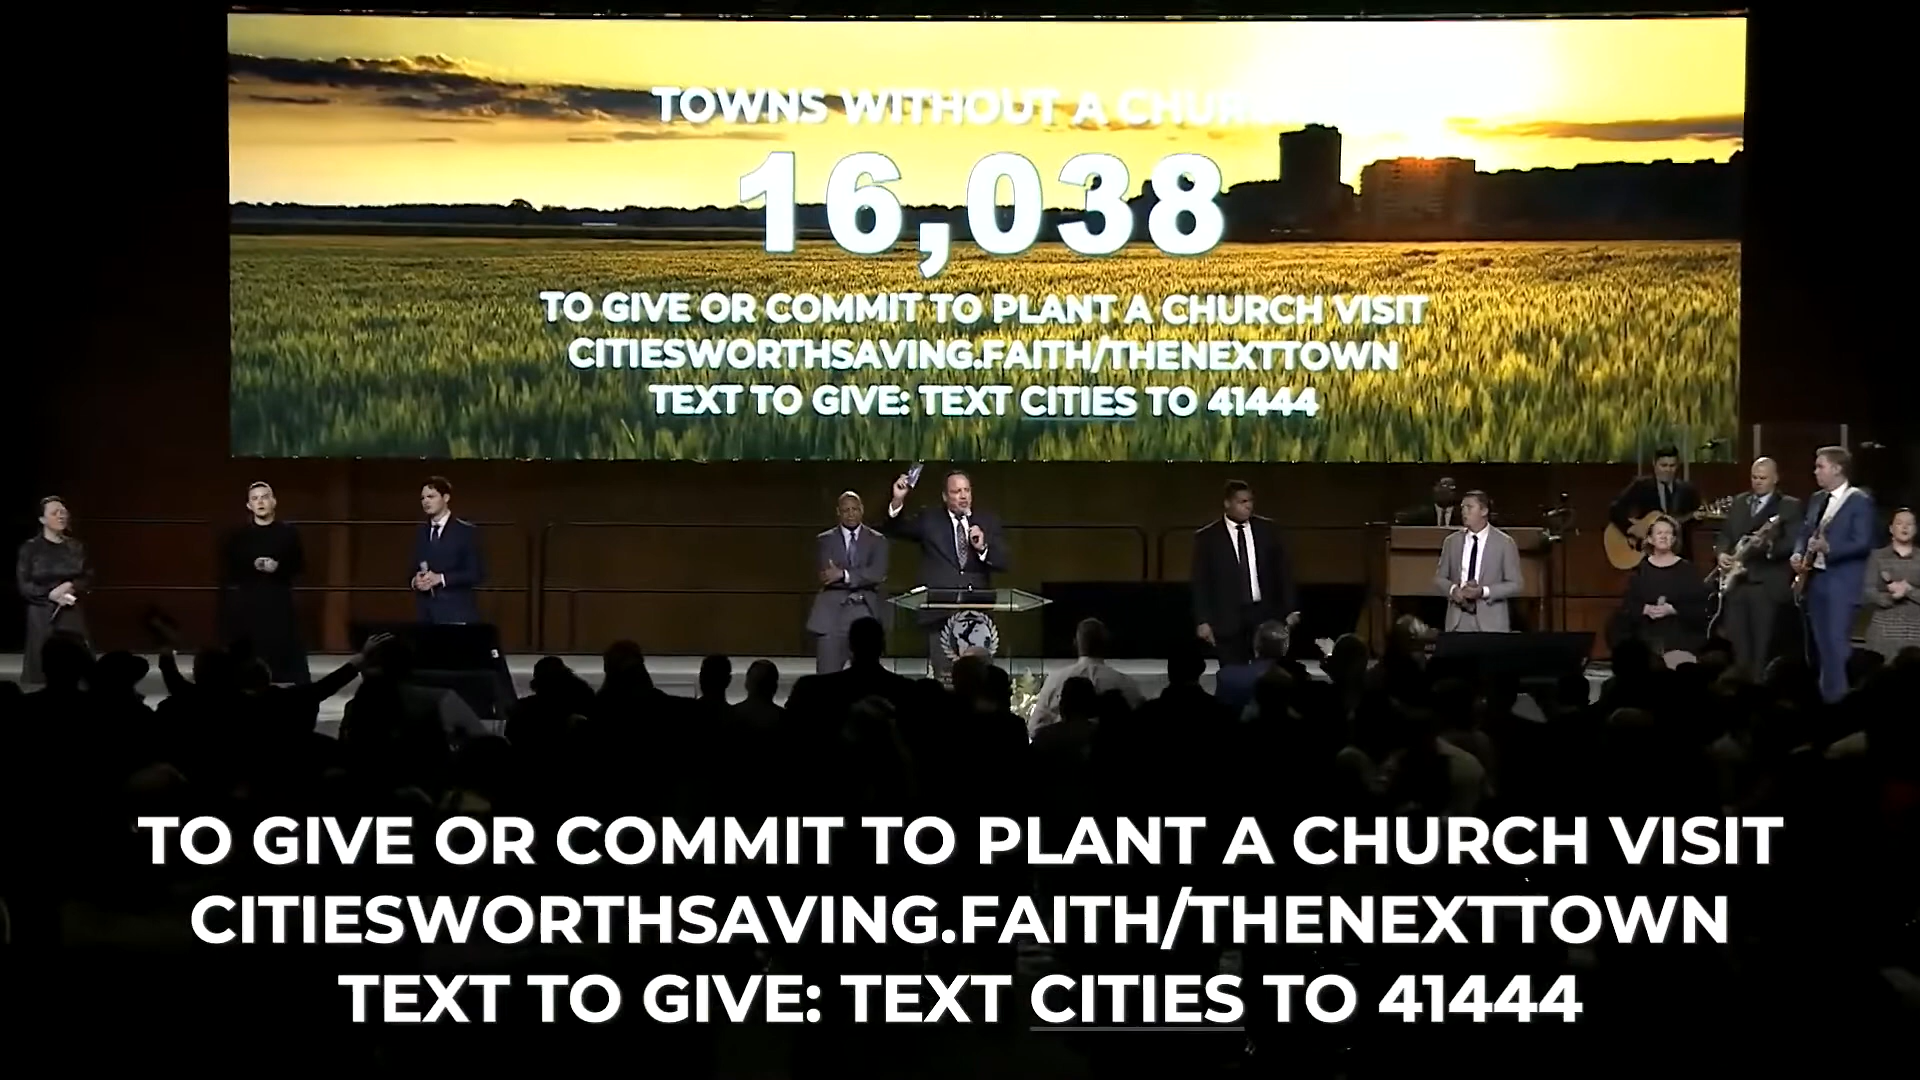 TOWNS WITHOUT A CHURCH
16,038
TO GIVE OR COMMIT TO PLANT A CHURCH VISIT
CITIESWORTHSAVING.FAITH/THENEXTTOWN
TEXT TO GIVE: TEXT CITIES TO 41444
TO GIVE OR COMMIT TO PLANT A CHURCH VISIT
CITIESWORTHSAVING.FAITH/THENEXTTOWN
TEXT TO GIVE: TEXT CITIES TO 41444